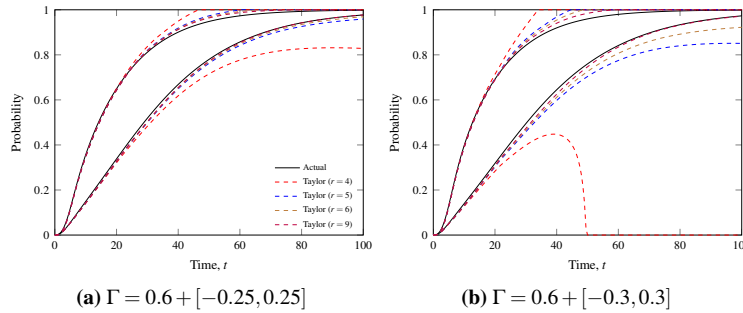 1
0.8
0.6
0.4
0.2
0
Probability
0 20 40 60 80 100
Time, t
Actual
Taylor (r = 4)
Taylor (r = 5)
Taylor (r = 6)
Taylor (r = 9)
(a) Γ = 0.6 + [−0.25, 0.25]
1
0.8
0.6
0.4
0.2
0
Probability
0 20 40 60 80 100
Time, t
(b) Γ = 0.6 + [−0.3, 0.3]